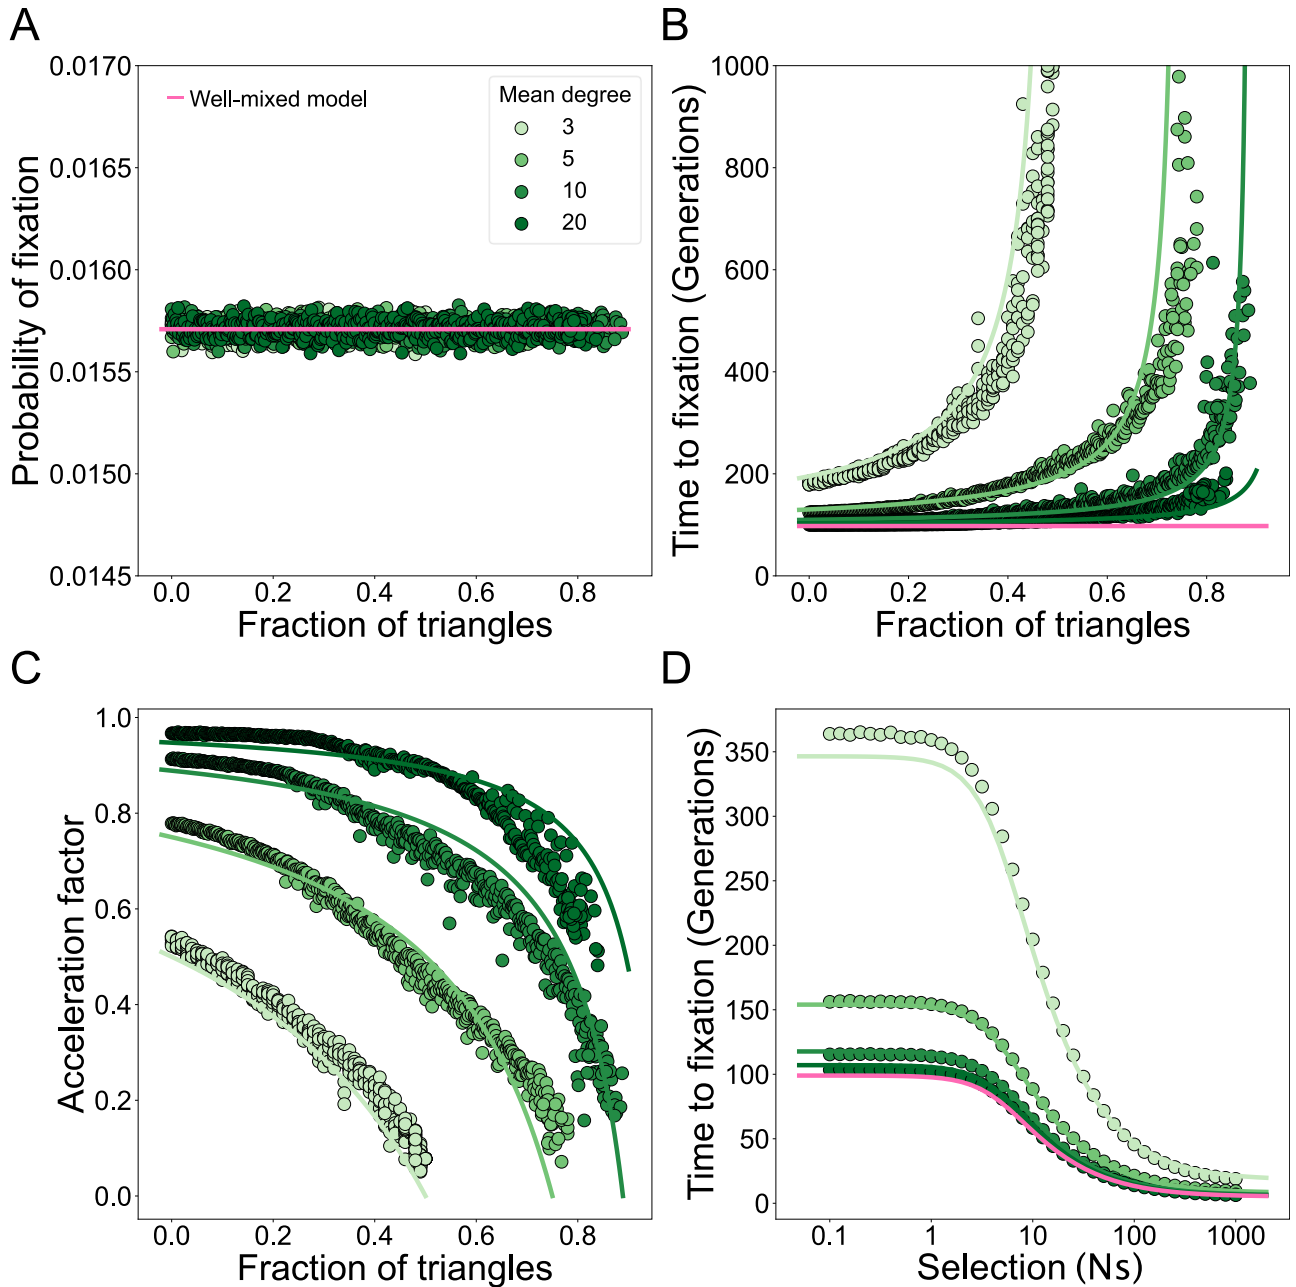 A
Probability of fixation
0.0170
0.0165
0.0160
0.0155
0.0150
0.0145
Well-mixed model
Mean degree
3
5
10
20
0.0 0.2 0.4 0.6 0.8
Fraction of triangles
B
Time to fixation (Generations)
1000
800
600
400
200
0
0.0 0.2 0.4 0.6 0.8
Fraction of triangles
C
Acceleration factor
1.0
0.8
0.6
0.4
0.2
0.0
0.0 0.2 0.4 0.6 0.8
Fraction of triangles
D
Time to fixation (Generations)
350
300
250
200
150
100
50
0
0.1 1 10 100 1000
Selection (Ns)